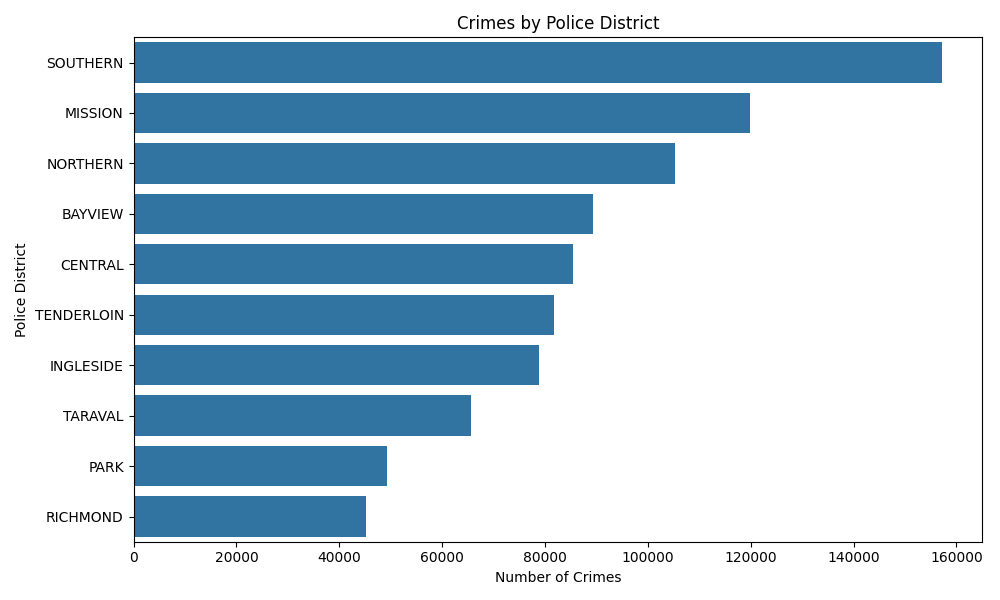 Crimes by Police District
Police District
SOUTHERN
MISSION
NORTHERN
BAYVIEW
CENTRAL
TENDERLOIN
INGLESIDE
TARAVAL
PARK
RICHMOND
0 20000 40000 60000 80000 100000 120000 140000 160000
Number of Crimes